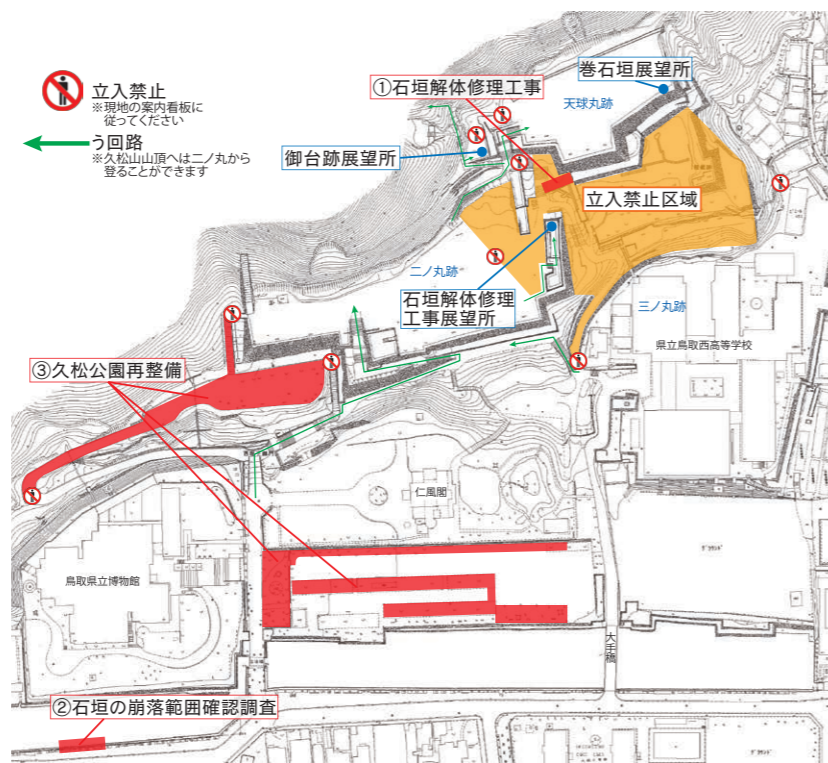 立入禁止
※現地の案内看板に
従ってください
う回路
※久松山山頂へは二ノ丸から
登ることができます
①石垣解体修理工事
巻石垣展望所
天球丸跡
御台跡展望所
立入禁止区域
二ノ丸跡
石垣解体修理
工事展望所
三ノ丸跡
県立鳥取西高等学校
③久松公園再整備
仁風閣
鳥取県立博物館
グラウンド
大手橋
②石垣の崩落範囲確認調査